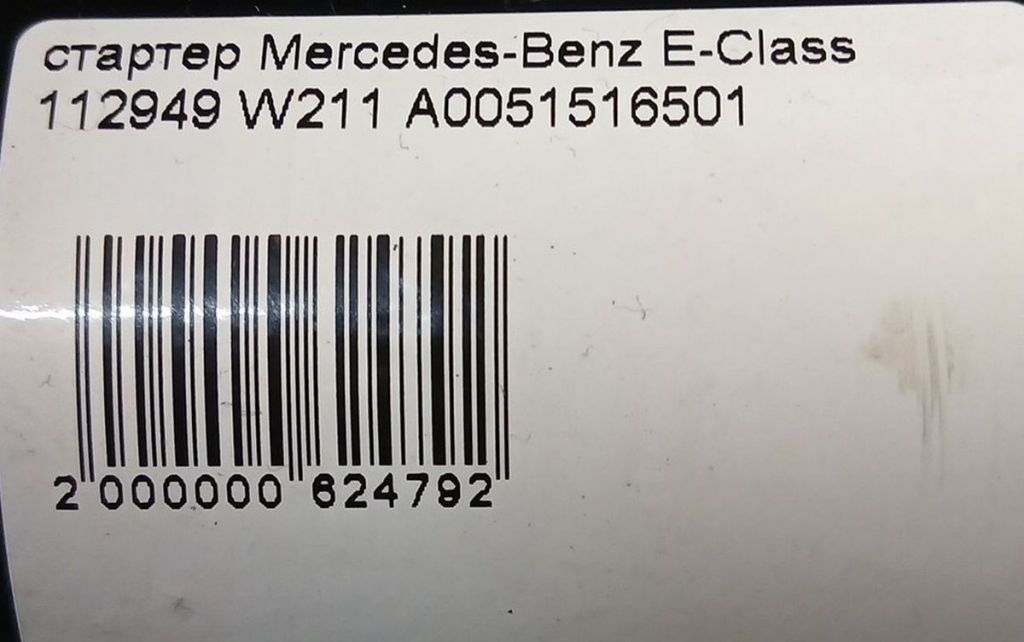 стартер Mercedes-Benz E-Class
112949 W211 A0051516501
2 000000 624792